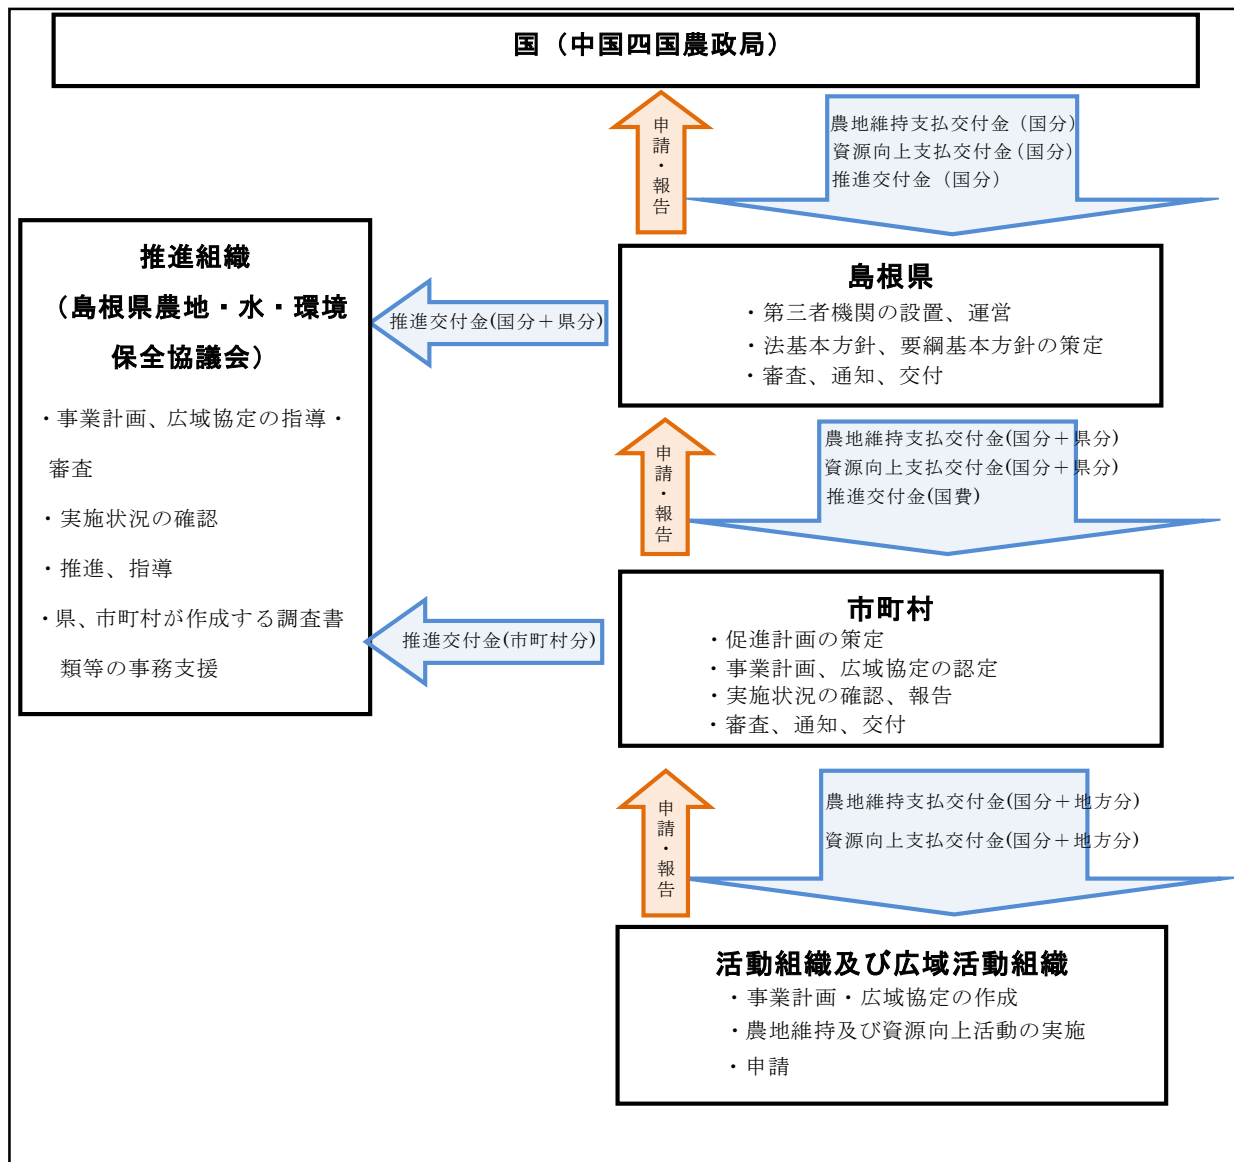 国（中国四国農政局）
申請・報告
農地維持支払交付金（国分）
資源向上支払交付金（国分）
推進交付金（国分）
推進組織
（島根県農地・水・環境
保全協議会）
・事業計画、広域協定の指導・
審査
・実施状況の確認
・推進、指導
・県、市町村が作成する調査書
類等の事務支援
推進交付金(国分＋県分)
島根県
・第三者機関の設置、運営
・法基本方針、要綱基本方針の策定
・審査、通知、交付
申請・報告
農地維持支払交付金(国分＋県分)
資源向上支払交付金(国分＋県分)
推進交付金(国費)
推進交付金(市町村分)
市町村
・促進計画の策定
・事業計画、広域協定の認定
・実施状況の確認、報告
・審査、通知、交付
申請・報告
農地維持支払交付金(国分＋地方分)
資源向上支払交付金(国分＋地方分)
活動組織及び広域活動組織
・事業計画・広域協定の作成
・農地維持及び資源向上活動の実施
・申請